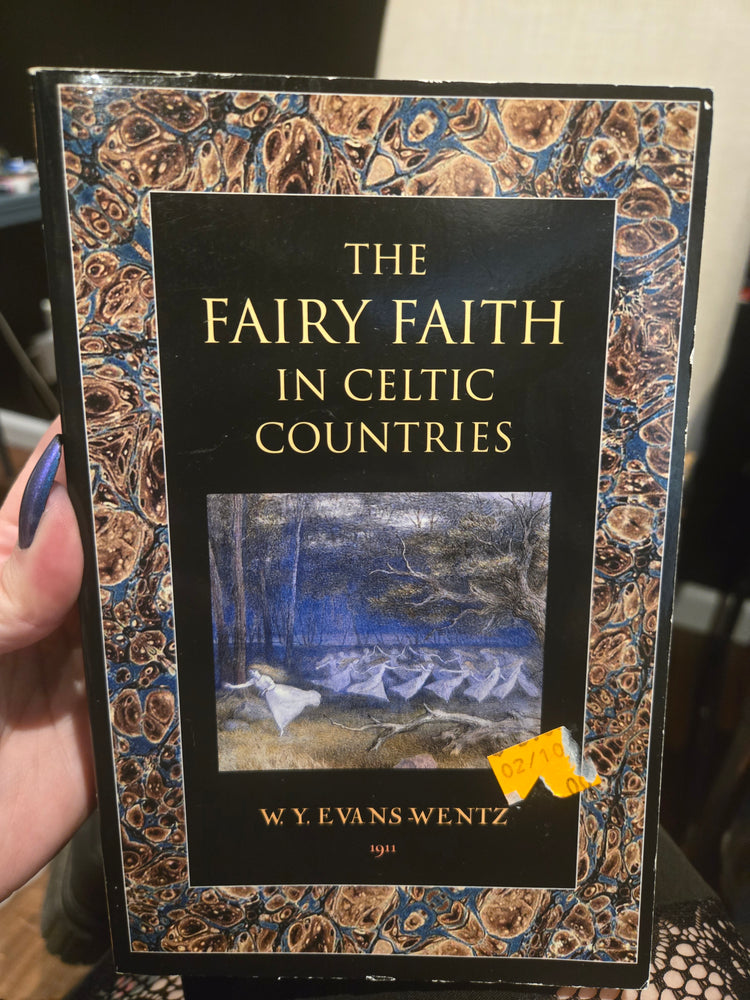 THE
FAIRY FAITH
IN CELTIC
COUNTRIES
02/10
W. Y. EVANS-WENTZ
1911